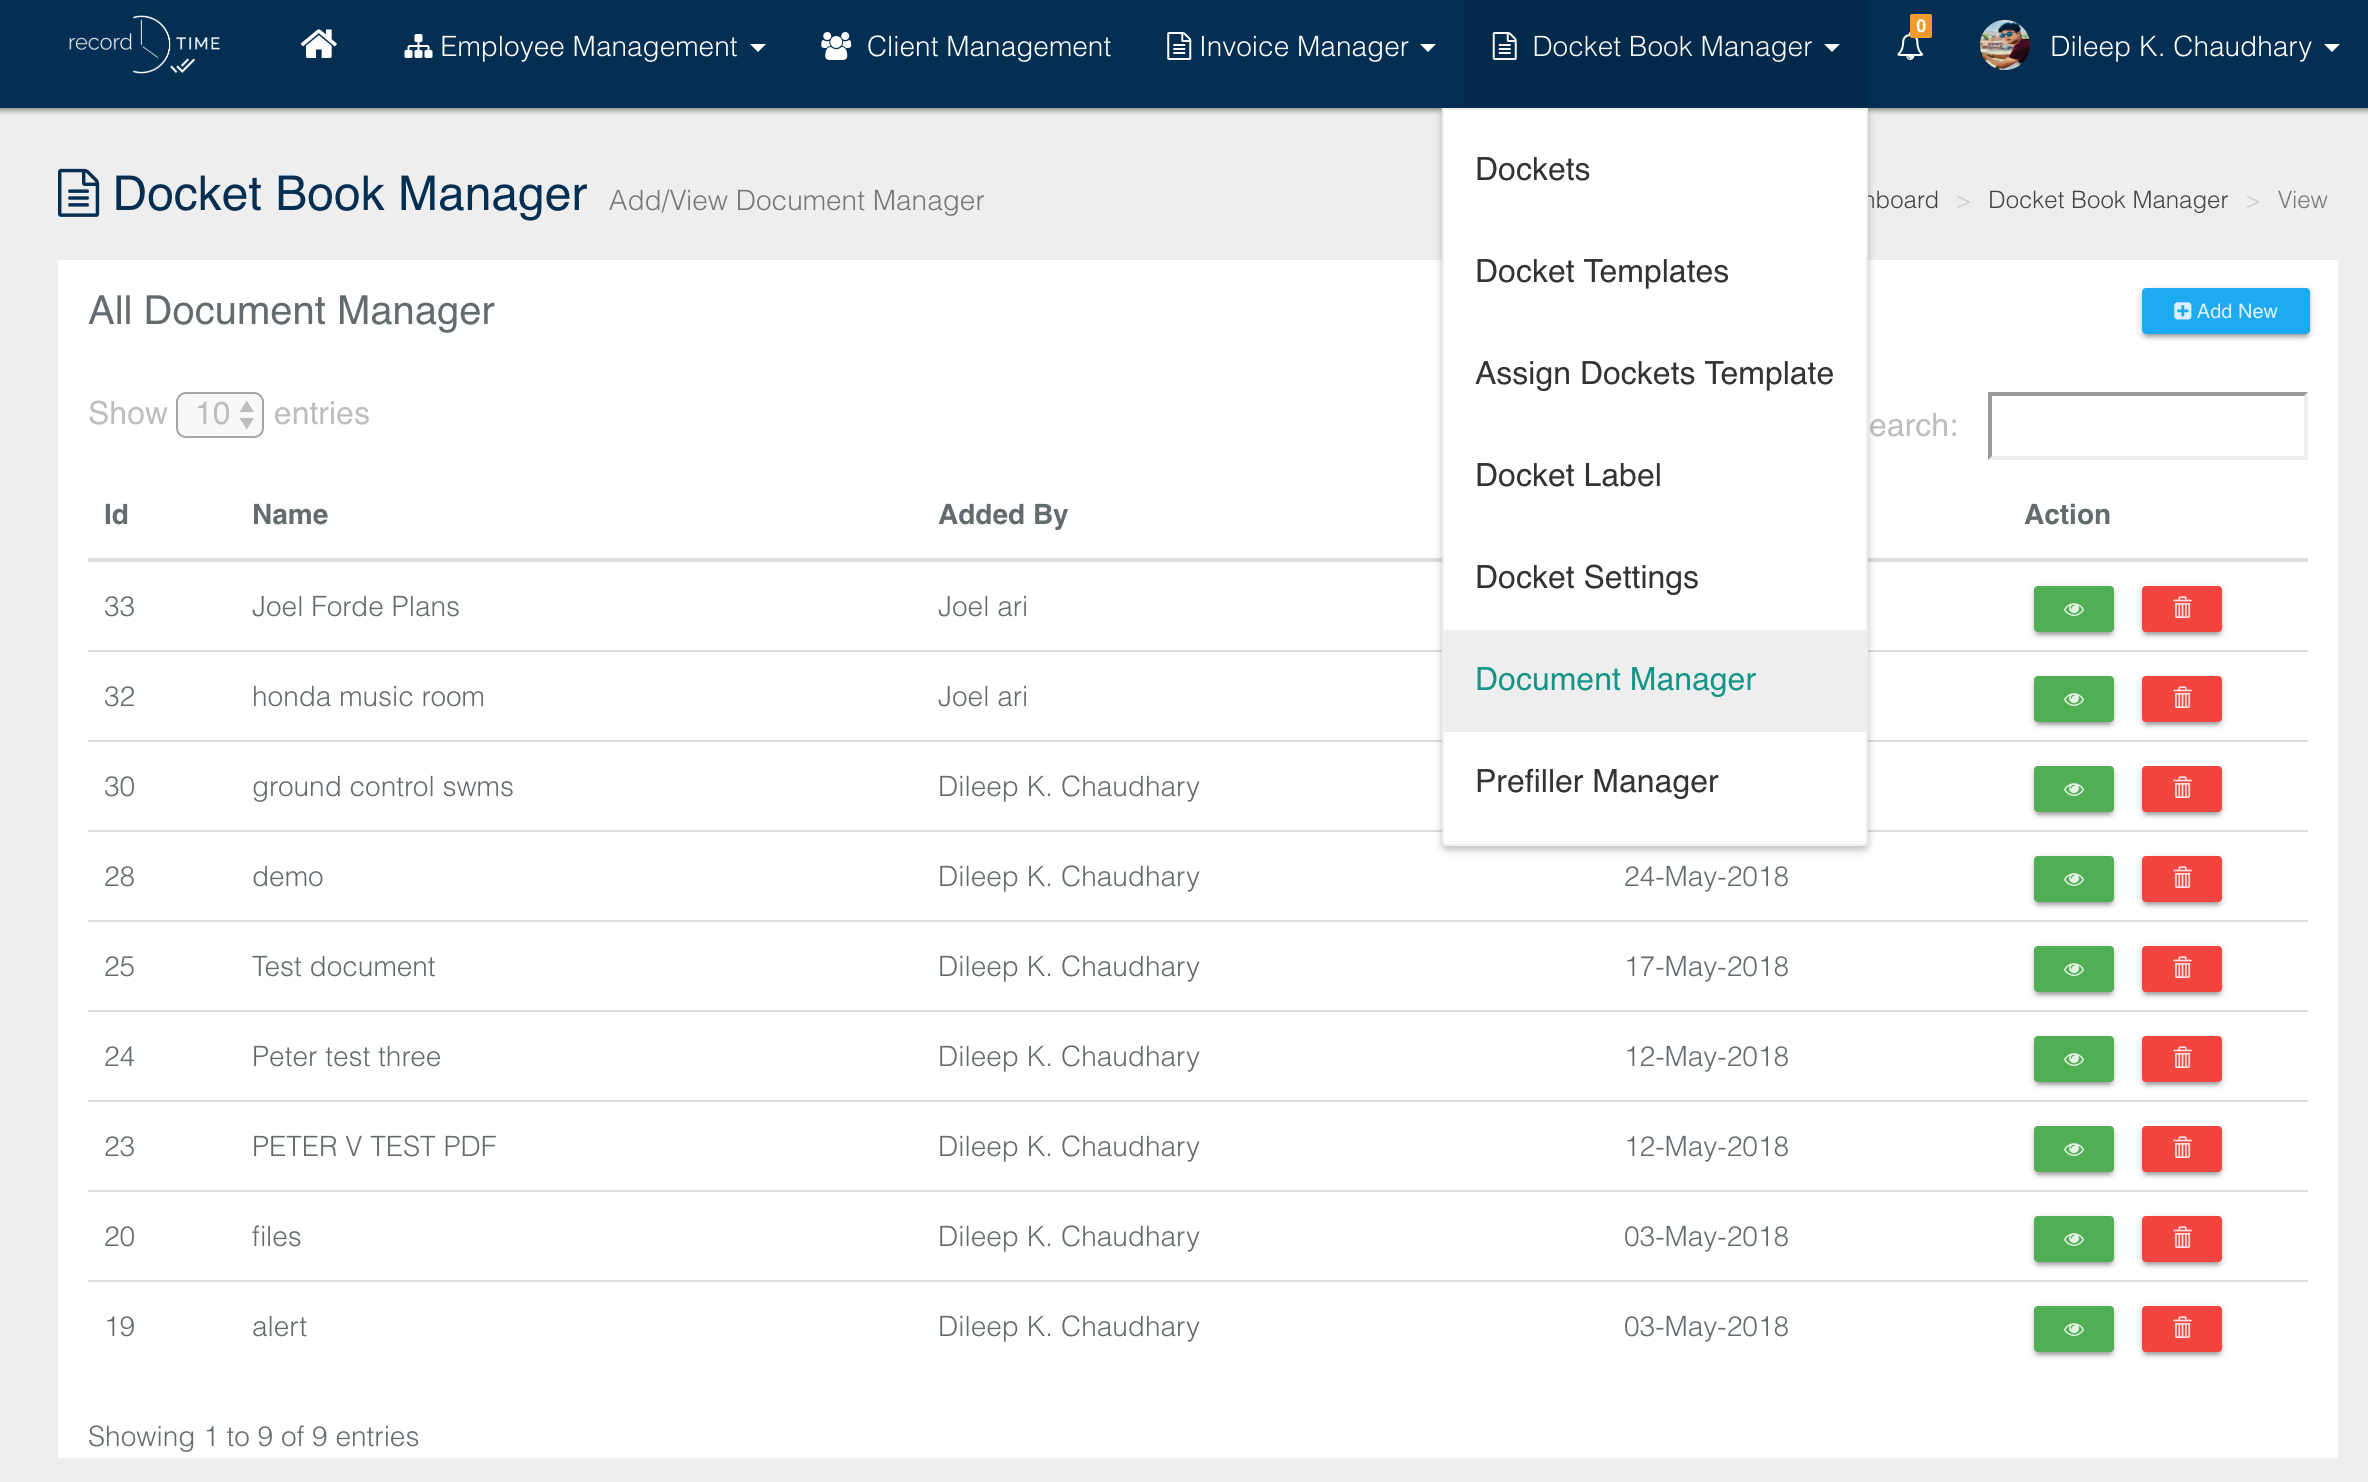 record TIME
Employee Management
Client Management
Invoice Manager
Docket Book Manager
0
Dileep K. Chaudhary
Docket Book Manager Add/View Document Manager
Docket Book Manager > View
Dockets
Docket Templates
Assign Dockets Template
Docket Label
Docket Settings
Document Manager
Prefiller Manager
All Document Manager
Add New
Show 10 entries
Id Name Added By Action
33 Joel Forde Plans Joel ari
32 honda music room Joel ari
30 ground control swms Dileep K. Chaudhary
28 demo Dileep K. Chaudhary 24-May-2018
25 Test document Dileep K. Chaudhary 17-May-2018
24 Peter test three Dileep K. Chaudhary 12-May-2018
23 PETER V TEST PDF Dileep K. Chaudhary 12-May-2018
20 files Dileep K. Chaudhary 03-May-2018
19 alert Dileep K. Chaudhary 03-May-2018
Showing 1 to 9 of 9 entries